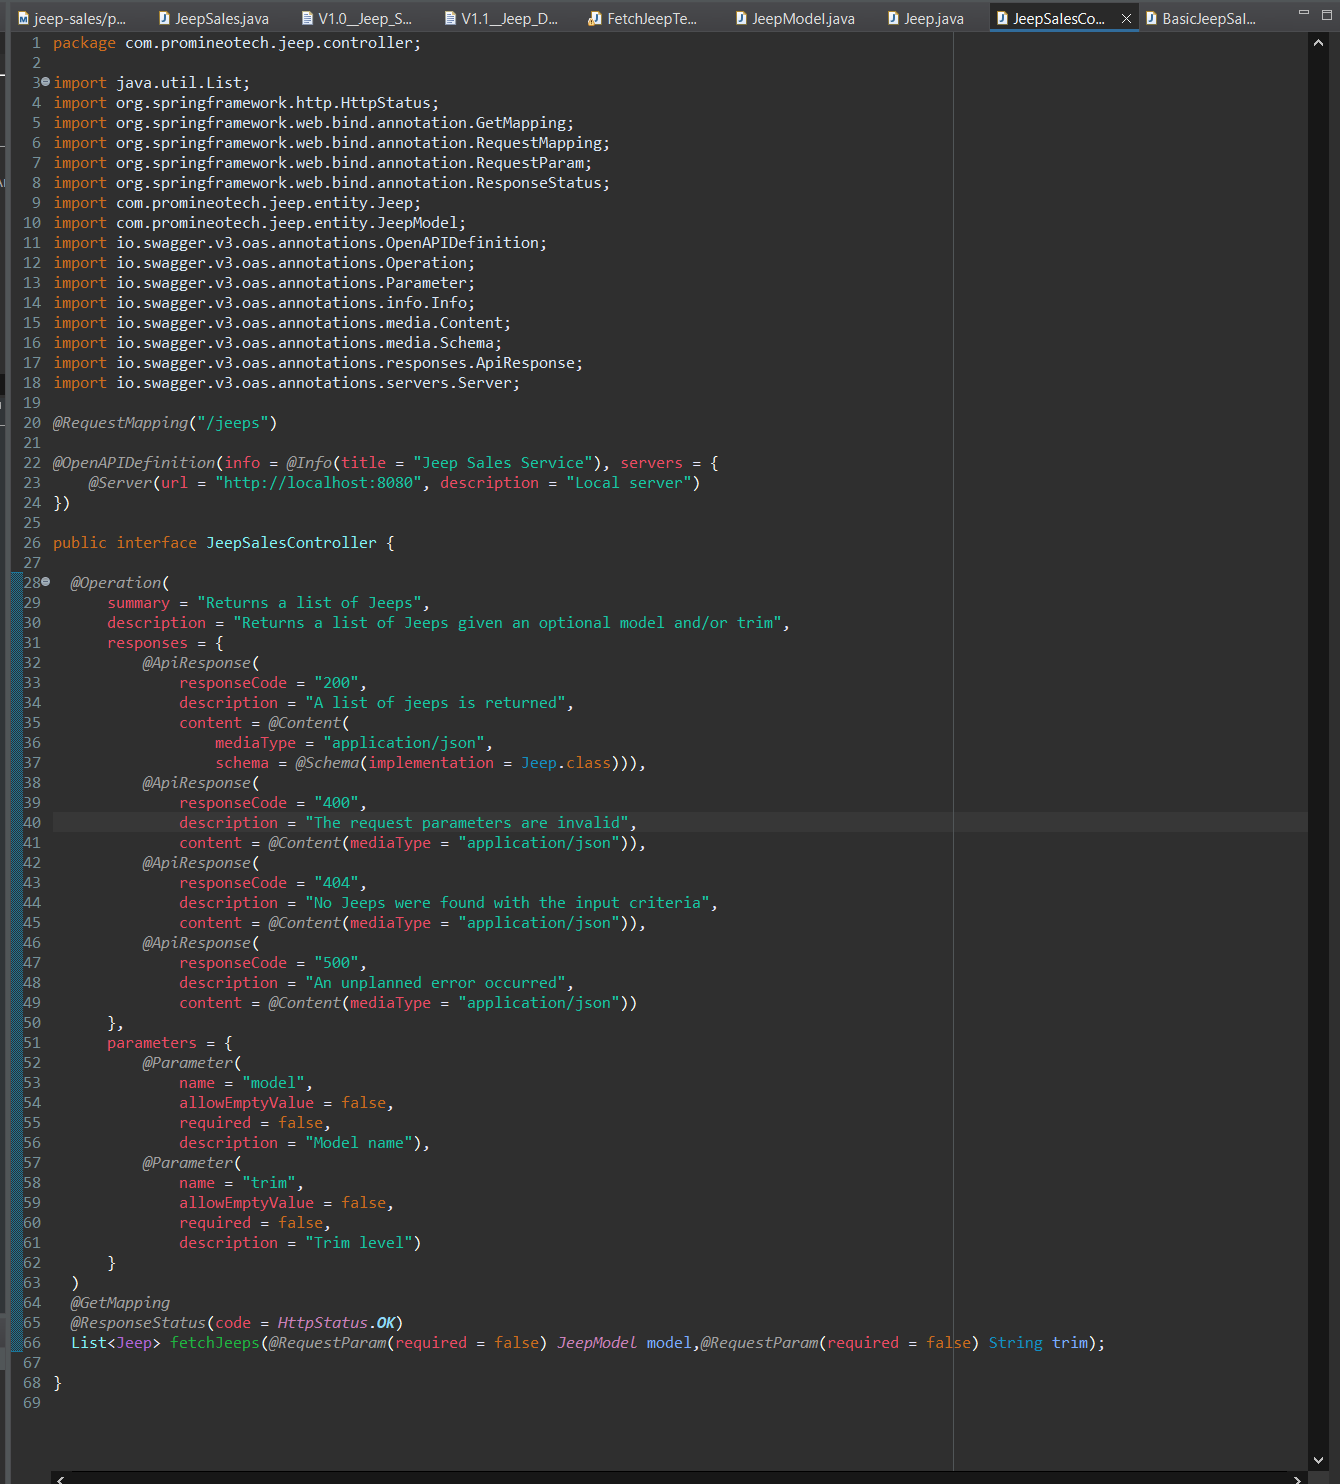 jeep-sales/p... JeepSales.java V1.0__Jeep_S... V1.1__Jeep_D... FetchJeepTe... JeepModel.java Jeep.java JeepSalesCo... BasicJeepSal...
1 package com.promineotech.jeep.controller;
2
3 import java.util.List;
4 import org.springframework.http.HttpStatus;
5 import org.springframework.web.bind.annotation.GetMapping;
6 import org.springframework.web.bind.annotation.RequestMapping;
7 import org.springframework.web.bind.annotation.RequestParam;
8 import org.springframework.web.bind.annotation.ResponseStatus;
9 import com.promineotech.jeep.entity.Jeep;
10 import com.promineotech.jeep.entity.JeepModel;
11 import io.swagger.v3.oas.annotations.OpenAPIDefinition;
12 import io.swagger.v3.oas.annotations.Operation;
13 import io.swagger.v3.oas.annotations.Parameter;
14 import io.swagger.v3.oas.annotations.info.Info;
15 import io.swagger.v3.oas.annotations.media.Content;
16 import io.swagger.v3.oas.annotations.media.Schema;
17 import io.swagger.v3.oas.annotations.responses.ApiResponse;
18 import io.swagger.v3.oas.annotations.servers.Server;
19
20 @RequestMapping("/jeeps")
21
22 @OpenAPIDefinition(info = @Info(title = "Jeep Sales Service"), servers = {
23 @Server(url = "http://localhost:8080", description = "Local server")
24 })
25
26 public interface JeepSalesController {
27
28 @Operation(
29 summary = "Returns a list of Jeeps",
30 description = "Returns a list of Jeeps given an optional model and/or trim",
31 responses = {
32 @ApiResponse(
33 responseCode = "200",
34 description = "A list of jeeps is returned",
35 content = @Content(
36 mediaType = "application/json",
37 schema = @Schema(implementation = Jeep.class))),
38 @ApiResponse(
39 responseCode = "400",
40 description = "The request parameters are invalid",
41 content = @Content(mediaType = "application/json")),
42 @ApiResponse(
43 responseCode = "404",
44 description = "No Jeeps were found with the input criteria",
45 content = @Content(mediaType = "application/json")),
46 @ApiResponse(
47 responseCode = "500",
48 description = "An unplanned error occurred",
49 content = @Content(mediaType = "application/json"))
50 },
51 parameters = {
52 @Parameter(
53 name = "model",
54 allowEmptyValue = false,
55 required = false,
56 description = "Model name"),
57 @Parameter(
58 name = "trim",
59 allowEmptyValue = false,
60 required = false,
61 description = "Trim level")
62 }
63 )
64 @GetMapping
65 @ResponseStatus(code = HttpStatus.OK)
66 List<Jeep> fetchJeeps(@RequestParam(required = false) JeepModel model,@RequestParam(required = false) String trim);
67
68 }
69